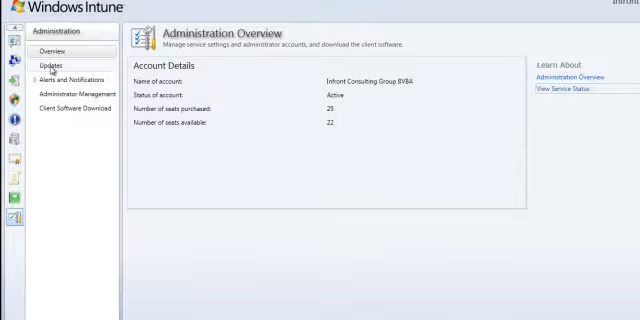 Windows Intune
Infront
Administration
Overview
Updates
Alerts and Notifications
Administrator Management
Client Software Download
Administration Overview
Manage service settings and administrator accounts, and download the client software.
Account Details
Name of account: Infront Consulting Group BVBA
Status of account: Active
Number of seats purchased: 25
Number of seats available: 22
Learn About
Administration Overview
View Service Status